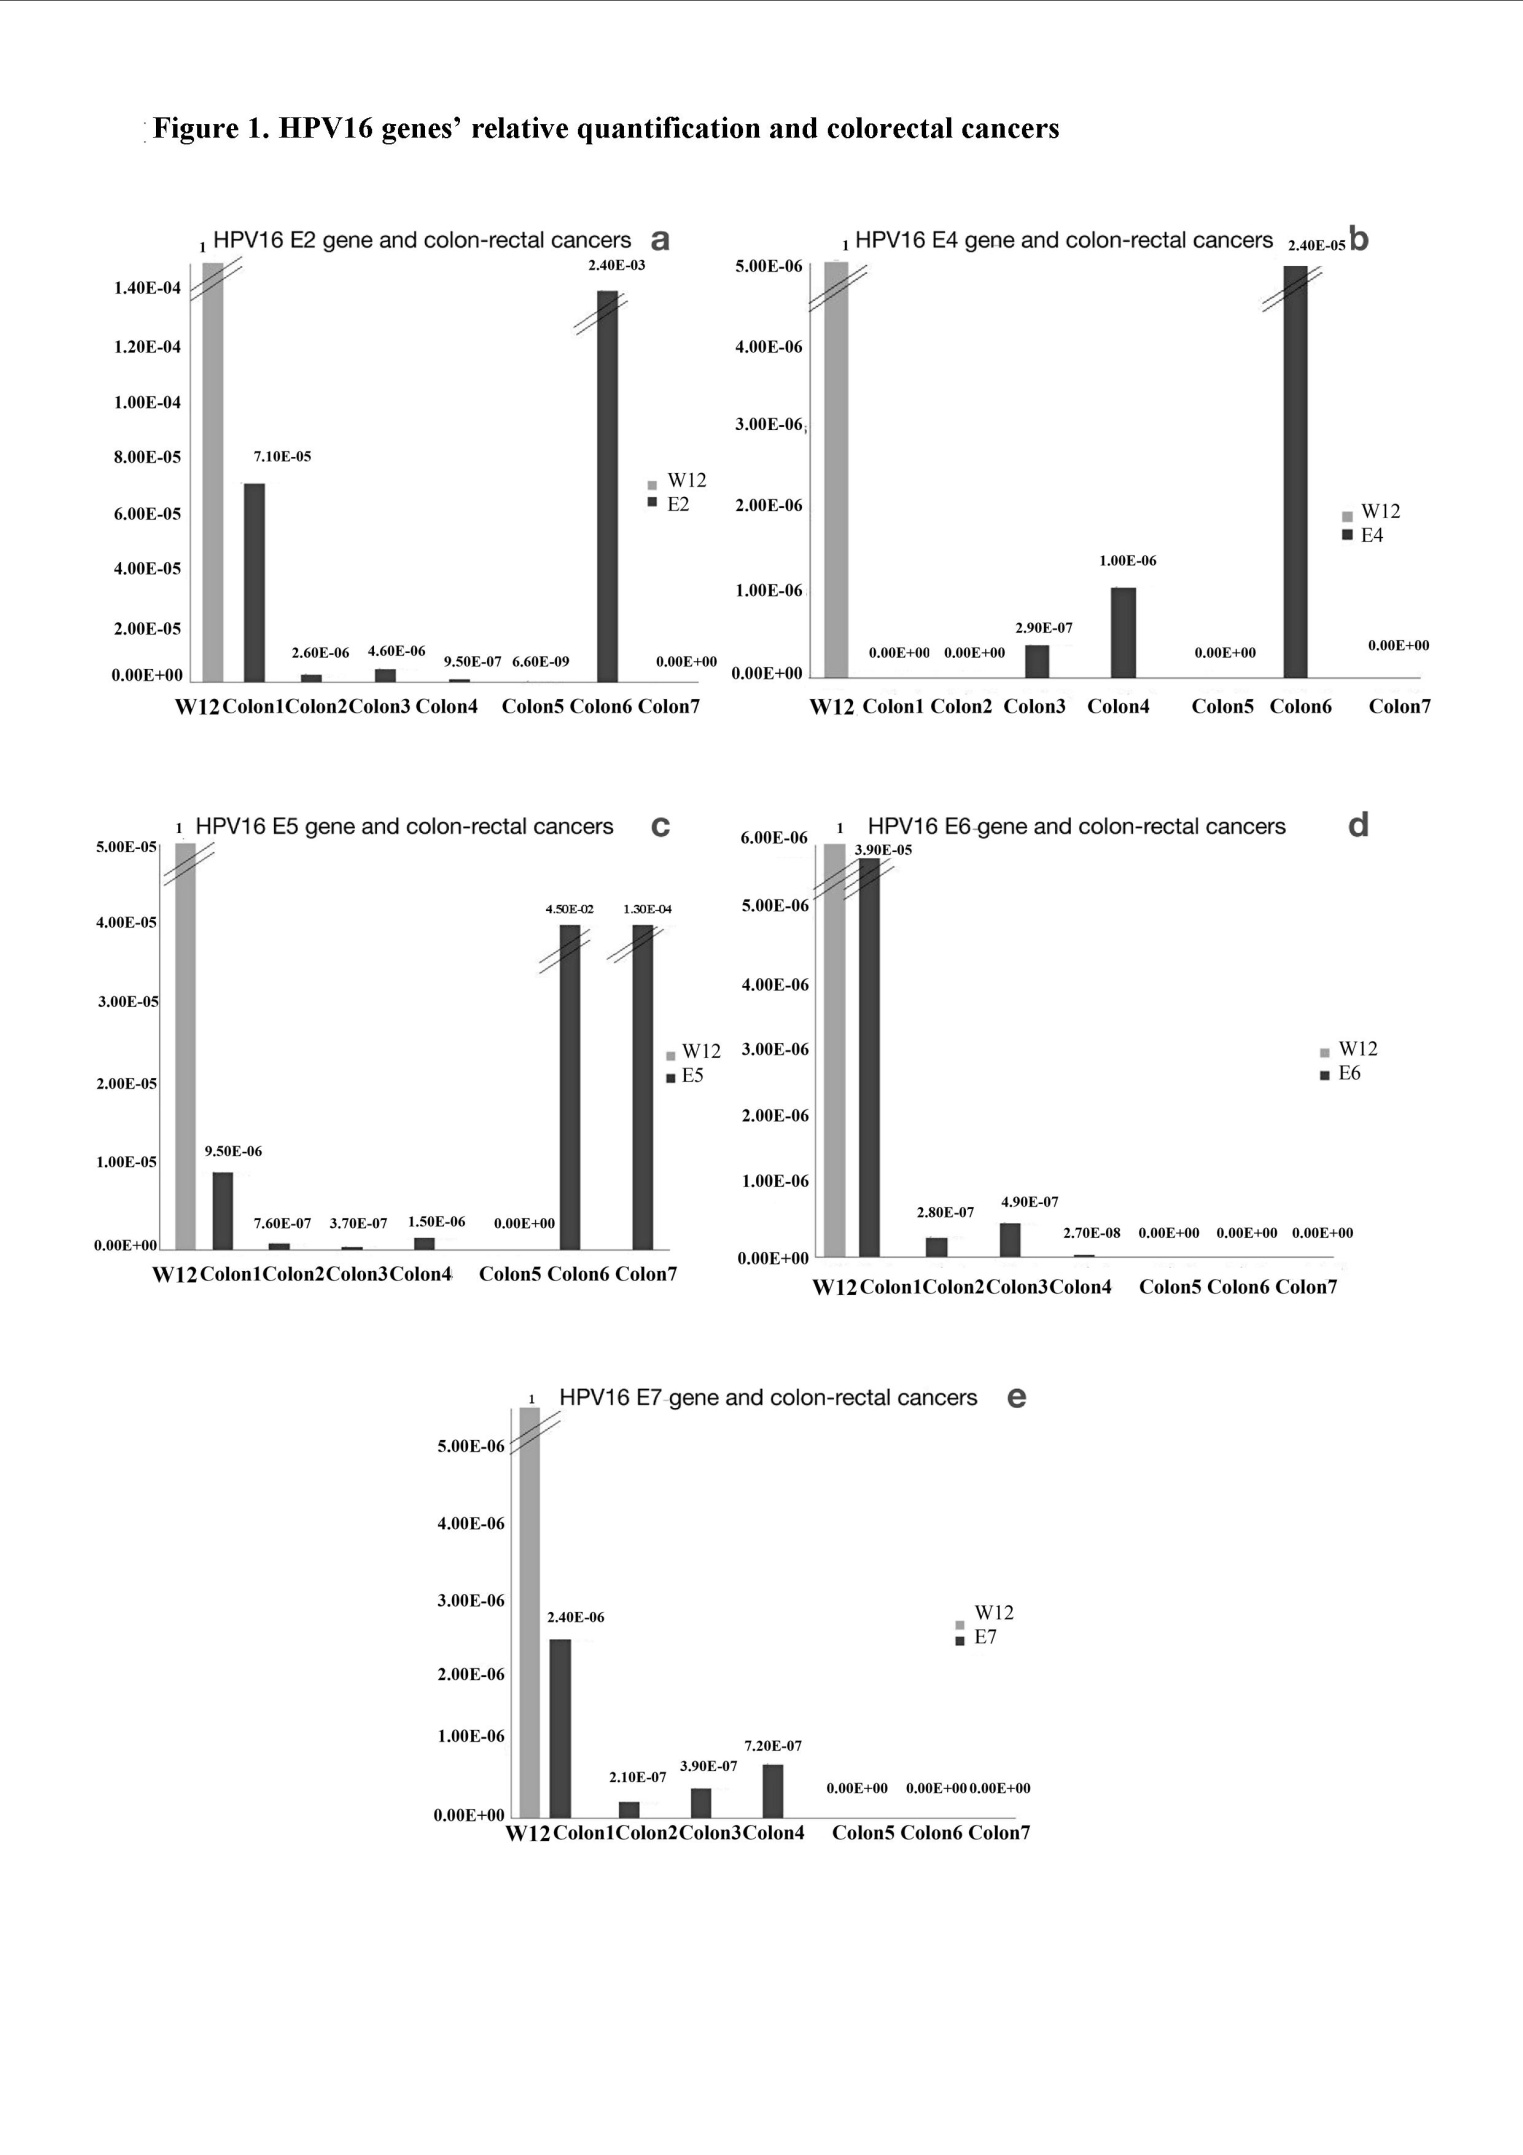 Figure 1. HPV16 genes’ relative quantification and colorectal cancers
1 HPV16 E2 gene and colon-rectal cancers a
2.40E-03
1.40E-04
1.20E-04
1.00E-04
8.00E-05
7.10E-05
6.00E-05
4.00E-05
2.00E-05
0.00E+00
2.60E-06 4.60E-06 9.50E-07 6.60E-09 0.00E+00
W12
E2
W12 Colon1 Colon2 Colon3 Colon4 Colon5 Colon6 Colon7
1 HPV16 E4 gene and colon-rectal cancers 2.40E-05 b
5.00E-06
4.00E-06
3.00E-06
2.00E-06
1.00E-06
0.00E+00
0.00E+00 0.00E+00 2.90E-07 1.00E-06 0.00E+00 0.00E+00
W12
E4
W12 Colon1 Colon2 Colon3 Colon4 Colon5 Colon6 Colon7
1 HPV16 E5 gene and colon-rectal cancers c
5.00E-05
4.00E-05
3.00E-05
2.00E-05
1.00E-05
0.00E+00
9.50E-06 7.60E-07 3.70E-07 1.50E-06 0.00E+00 4.50E-02 1.30E-04
W12
E5
W12 Colon1 Colon2 Colon3 Colon4 Colon5 Colon6 Colon7
1 HPV16 E6 gene and colon-rectal cancers d
6.00E-06
5.00E-06
4.00E-06
3.00E-06
2.00E-06
1.00E-06
0.00E+00
3.90E-05 2.80E-07 4.90E-07 2.70E-08 0.00E+00 0.00E+00 0.00E+00
W12
E6
W12 Colon1 Colon2 Colon3 Colon4 Colon5 Colon6 Colon7
1 HPV16 E7 gene and colon-rectal cancers e
5.00E-06
4.00E-06
3.00E-06
2.00E-06
1.00E-06
0.00E+00
2.40E-06 2.10E-07 3.90E-07 7.20E-07 0.00E+00 0.00E+00 0.00E+00
W12
E7
W12 Colon1 Colon2 Colon3 Colon4 Colon5 Colon6 Colon7